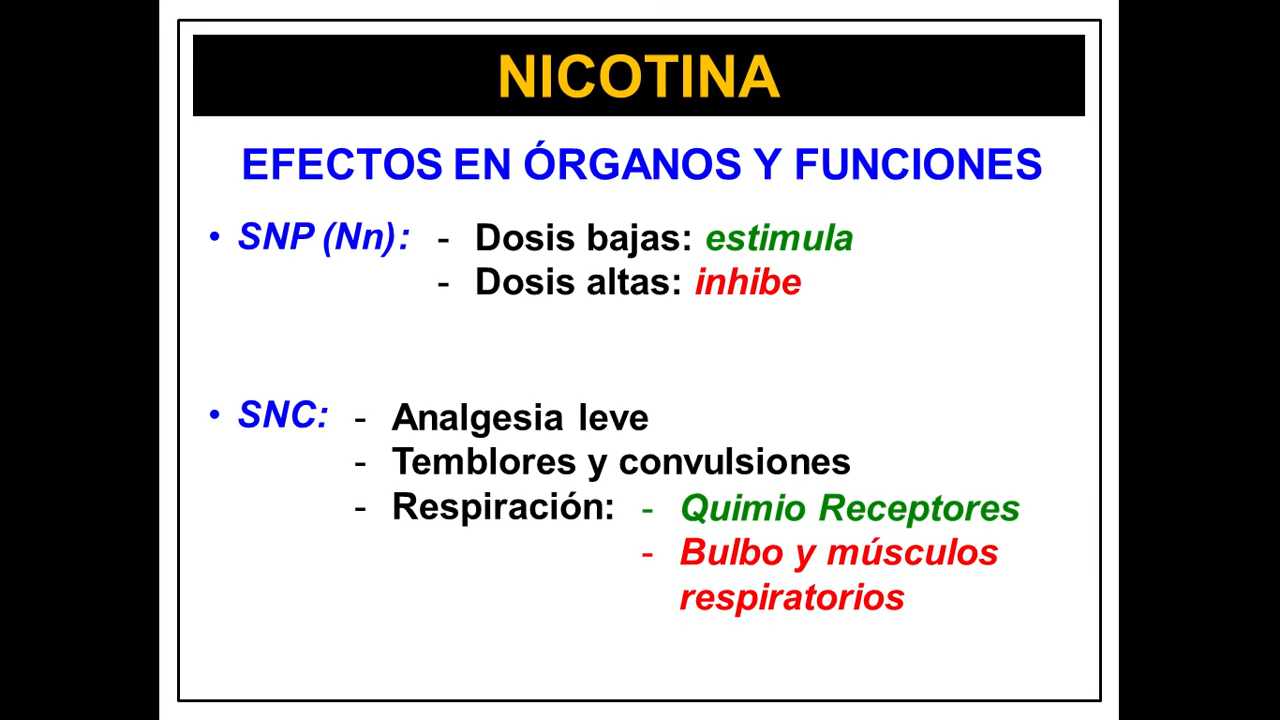 NICOTINA
EFECTOS EN ÓRGANOS Y FUNCIONES
• SNP (Nn): - Dosis bajas: estimula
- Dosis altas: inhibe
• SNC: - Analgesia leve
- Temblores y convulsiones
- Respiración: - Quimio Receptores
- Bulbo y músculos
respiratorios